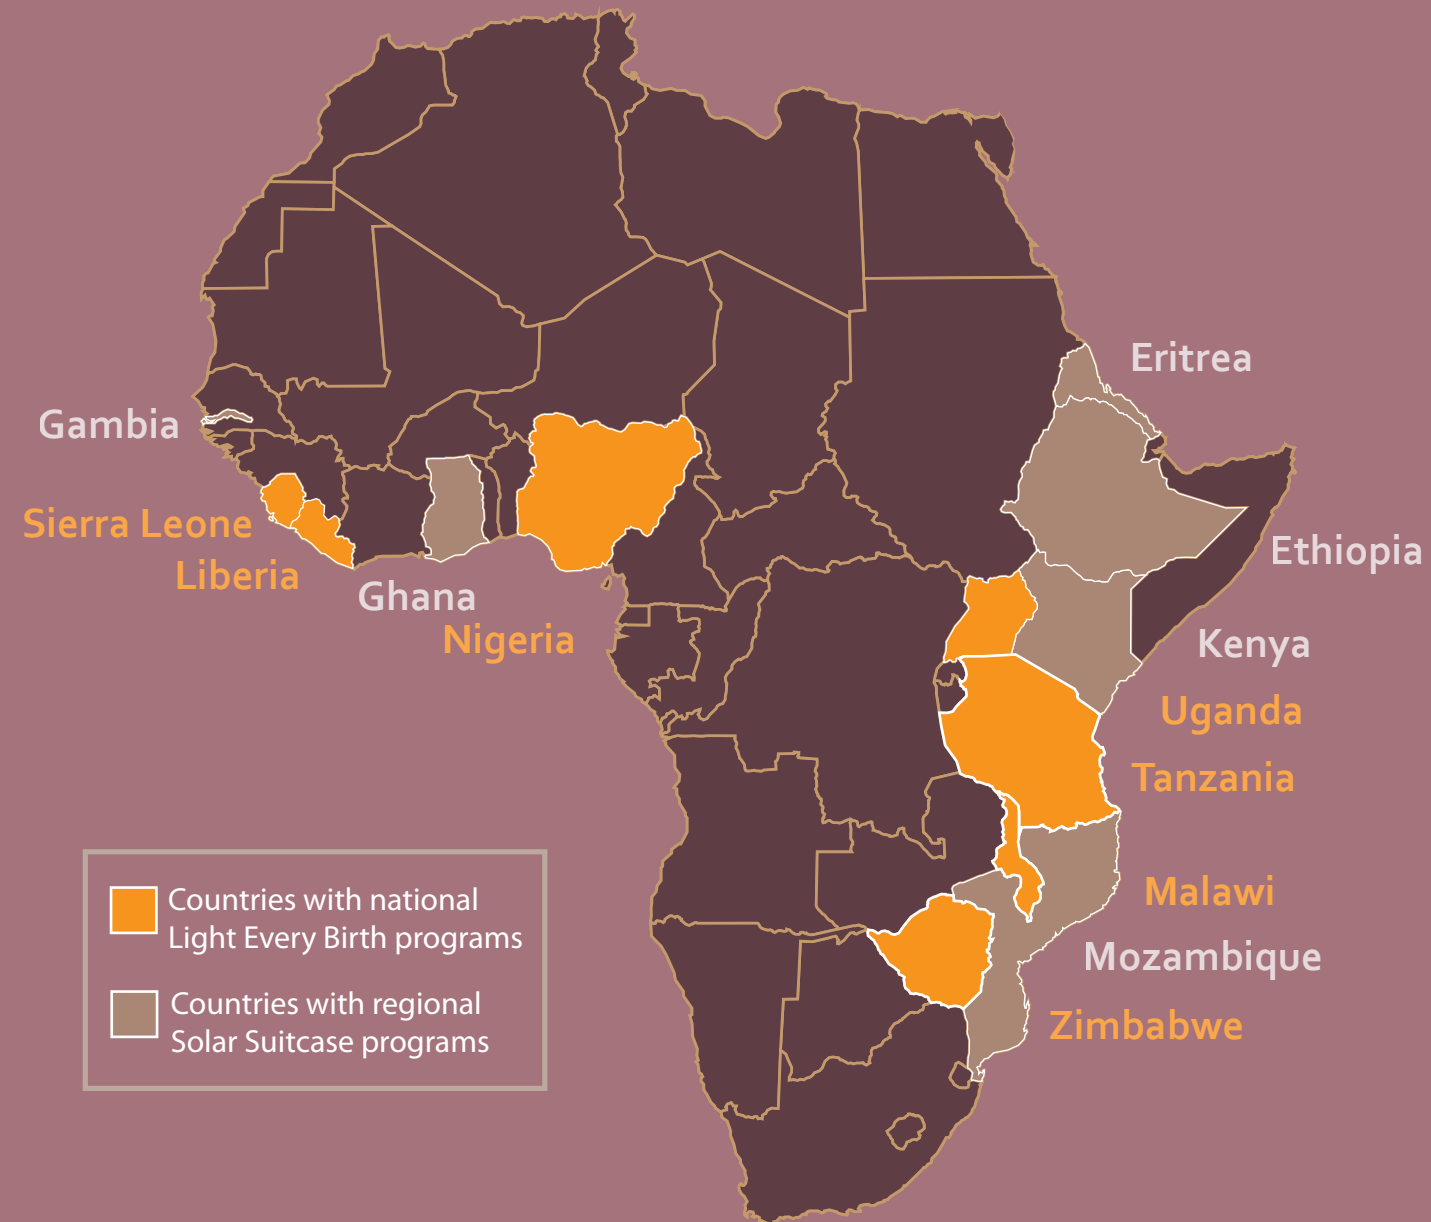 Eritrea
Gambia
Sierra Leone
Ethiopia
Liberia
Ghana
Nigeria
Kenya
Uganda
Tanzania
Malawi
Mozambique
Zimbabwe
Countries with national
Light Every Birth programs
Countries with regional
Solar Suitcase programs